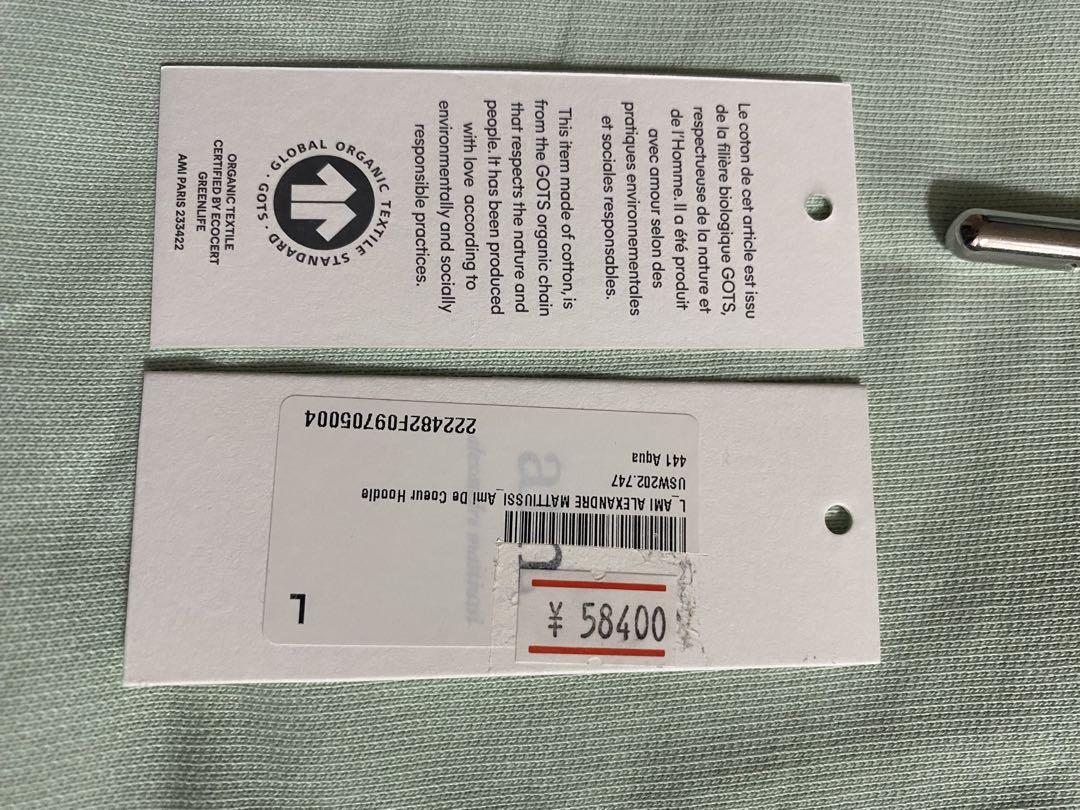 Le coton de cet article est issu
de la filière biologique GOTS,
respectueuse de la nature et
de l'Homme. Il a été produit
avec amour selon des
pratiques environnementales
et sociales responsables.
This item made of cotton, is
from the GOTS organic chain
that respects the nature and
people. It has been produced
with love according to
environmentally and socially
responsible practices.
· GLOBAL ORGANIC TEXTILE STANDARD · GOTS
ORGANIC TEXTILE
CERTIFIED BY ECOCERT
GREENLIFE
AMI PARIS 233422
¥ 58400
L
L_AMI ALEXANDRE MATTIUSSI_Ami De Coeur Hoodie
USW202.747
441 Aqua
222482F09705004